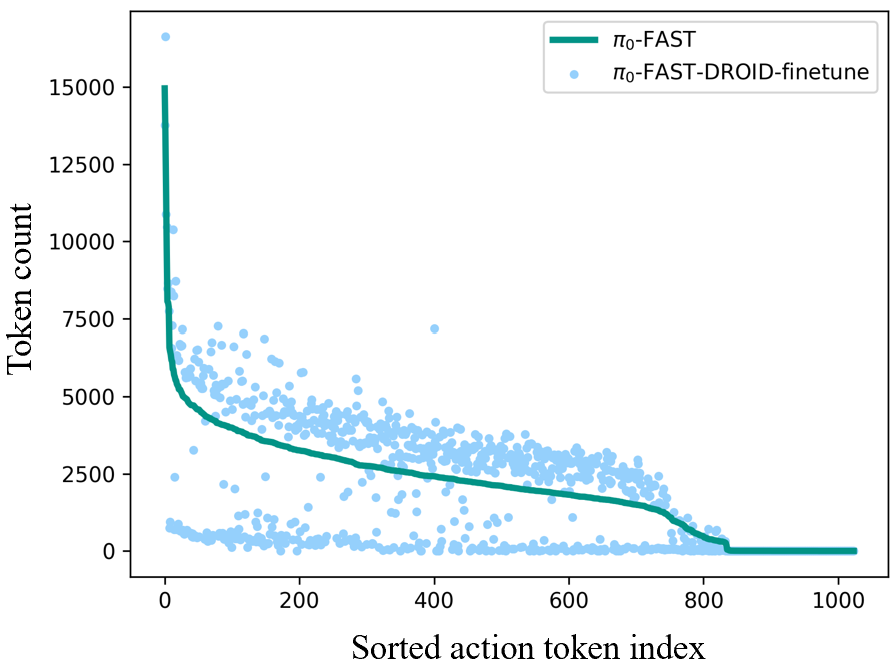 π₀-FAST
π₀-FAST-DROID-finetune
Token count
15000
12500
10000
7500
5000
2500
0
0 200 400 600 800 1000
Sorted action token index